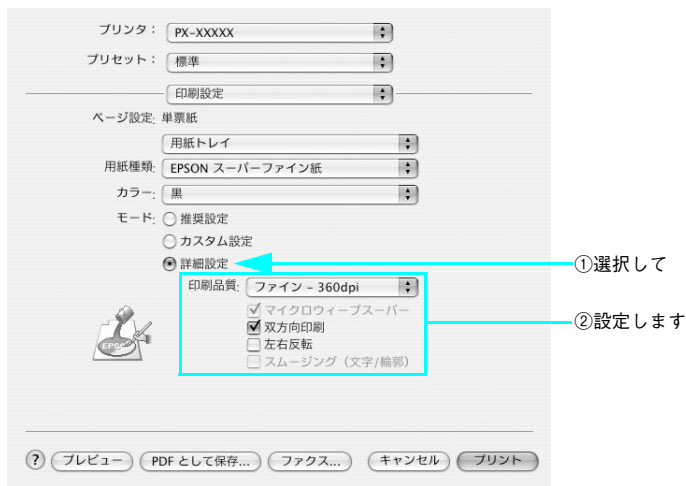 プリンタ： PX-XXXXX
プリセット： 標準
印刷設定
ページ設定: 単票紙
用紙トレイ
用紙種類: EPSON スーパーファイン紙
カラー: 黒
モード: 推奨設定
カスタム設定
詳細設定
①選択して
印刷品質: ファイン – 360dpi
マイクロウィーブスーパー
双方向印刷
②設定します
左右反転
スムージング（文字/輪郭）
EPSON
? プレビュー PDF として保存... ファクス... キャンセル プリント